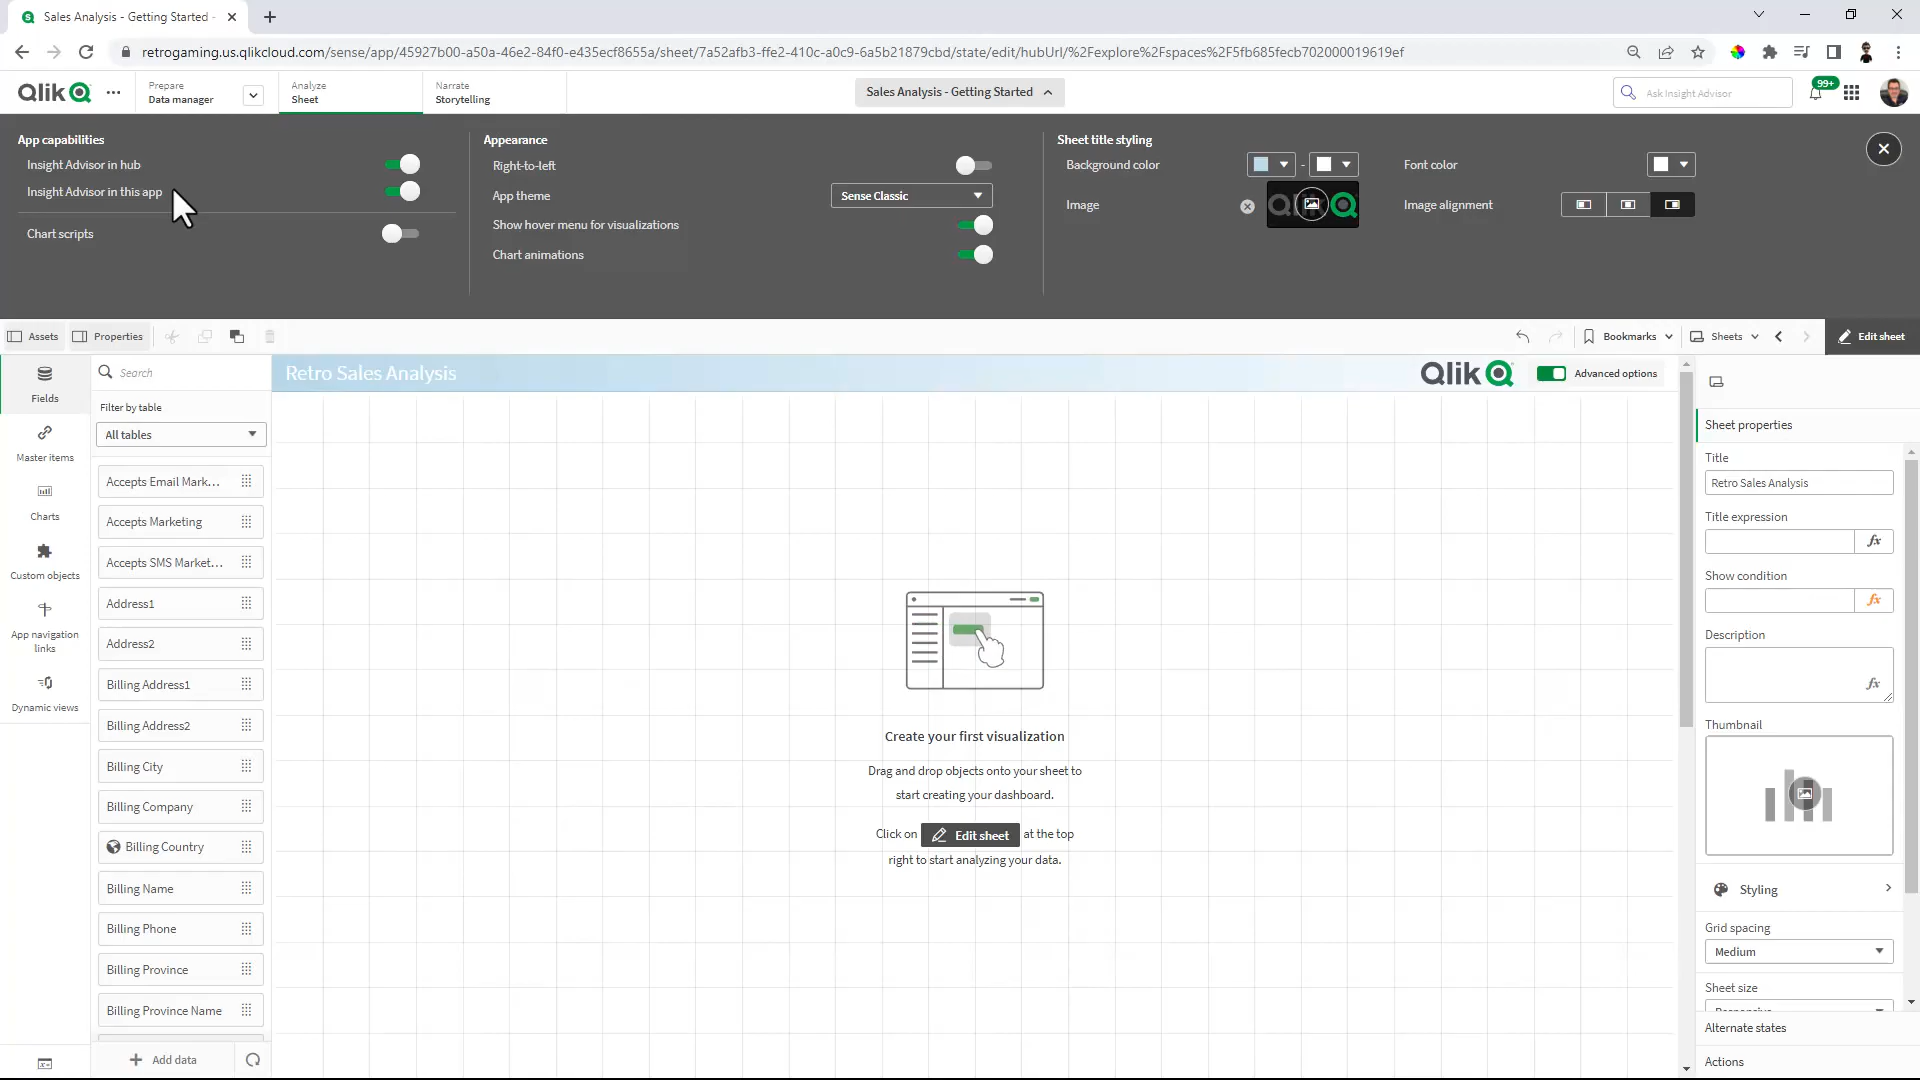 Sales Analysis - Getting Started -
retrogaming.us.qlikcloud.com/sense/app/45927b00-a50a-46e2-84f0-e435ecf8655a/sheet/7a52afb3-ffe2-410c-a0c9-6a5b21879cbd/state/edit/hubUrl/%2Fexplore%2Fspaces%2F5fb685fecb702000019619ef
Qlik
Prepare
Data manager
Analyze
Sheet
Narrate
Storytelling
Sales Analysis - Getting Started
Ask Insight Advisor
99+
App capabilities
Insight Advisor in hub
Insight Advisor in this app
Chart scripts
Appearance
Right-to-left
App theme
Sense Classic
Show hover menu for visualizations
Chart animations
Sheet title styling
Background color
-
Image
Qlik
Font color
Image alignment
Assets
Properties
Bookmarks
Sheets
Edit sheet
Fields
Master items
Charts
Custom objects
App navigation
links
Dynamic views
Search
Filter by table
All tables
Accepts Email Mark...
Accepts Marketing
Accepts SMS Market...
Address1
Address2
Billing Address1
Billing Address2
Billing City
Billing Company
Billing Country
Billing Name
Billing Phone
Billing Province
Billing Province Name
Add data
Retro Sales Analysis
Qlik
Advanced options
Create your first visualization
Drag and drop objects onto your sheet to
start creating your dashboard.
Click on Edit sheet at the top
right to start analyzing your data.
Sheet properties
Title
Retro Sales Analysis
Title expression
fx
Show condition
fx
Description
fx
Thumbnail
Styling
Grid spacing
Medium
Sheet size
Responsive
Alternate states
Actions